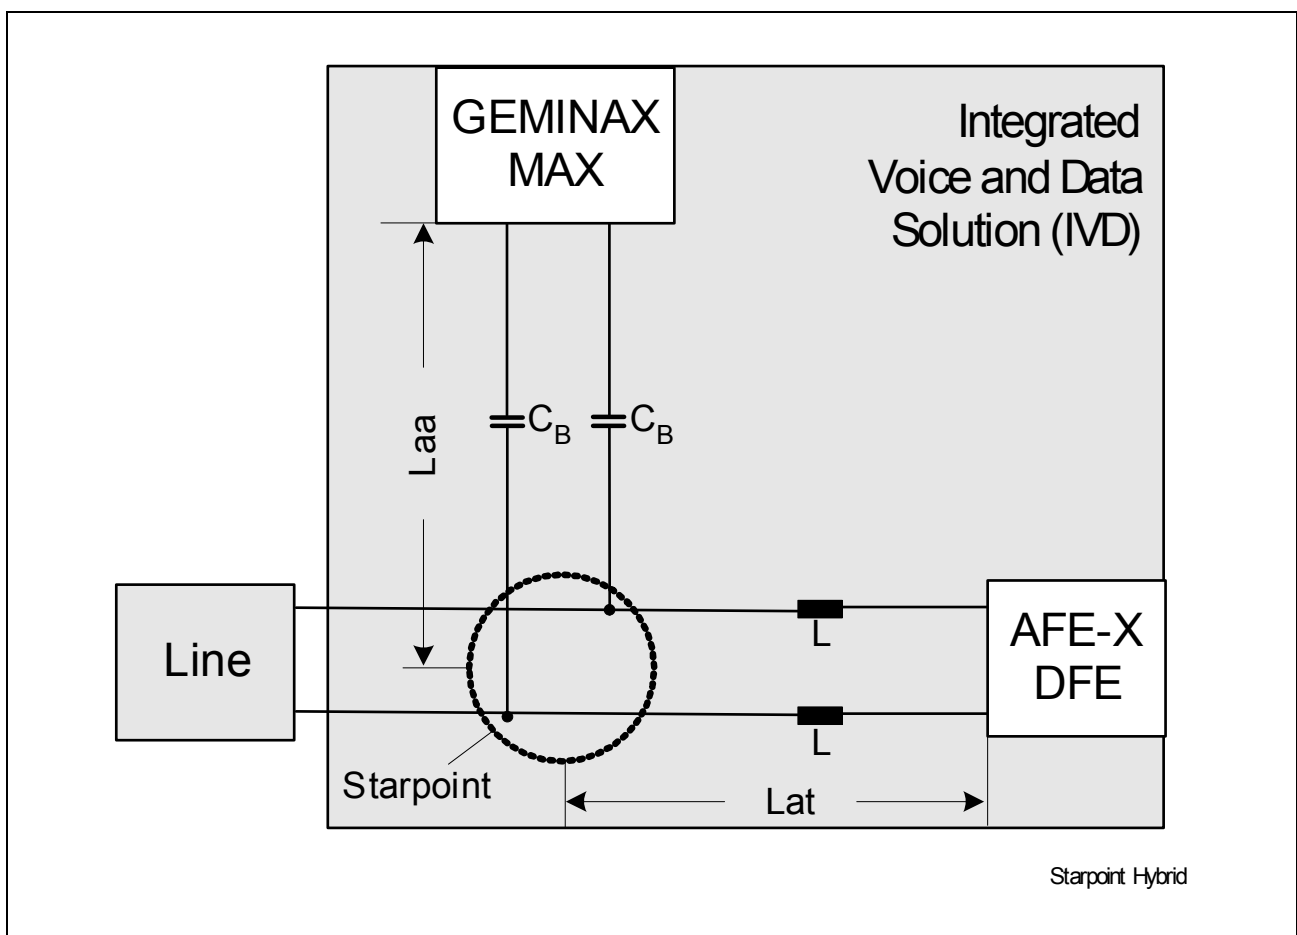 GEMINAX
MAX
Integrated
Voice and Data
Solution (IVD)
Laa
C_B
C_B
Line
L
L
AFE-X
DFE
Starpoint
Lat
Starpoint Hybrid